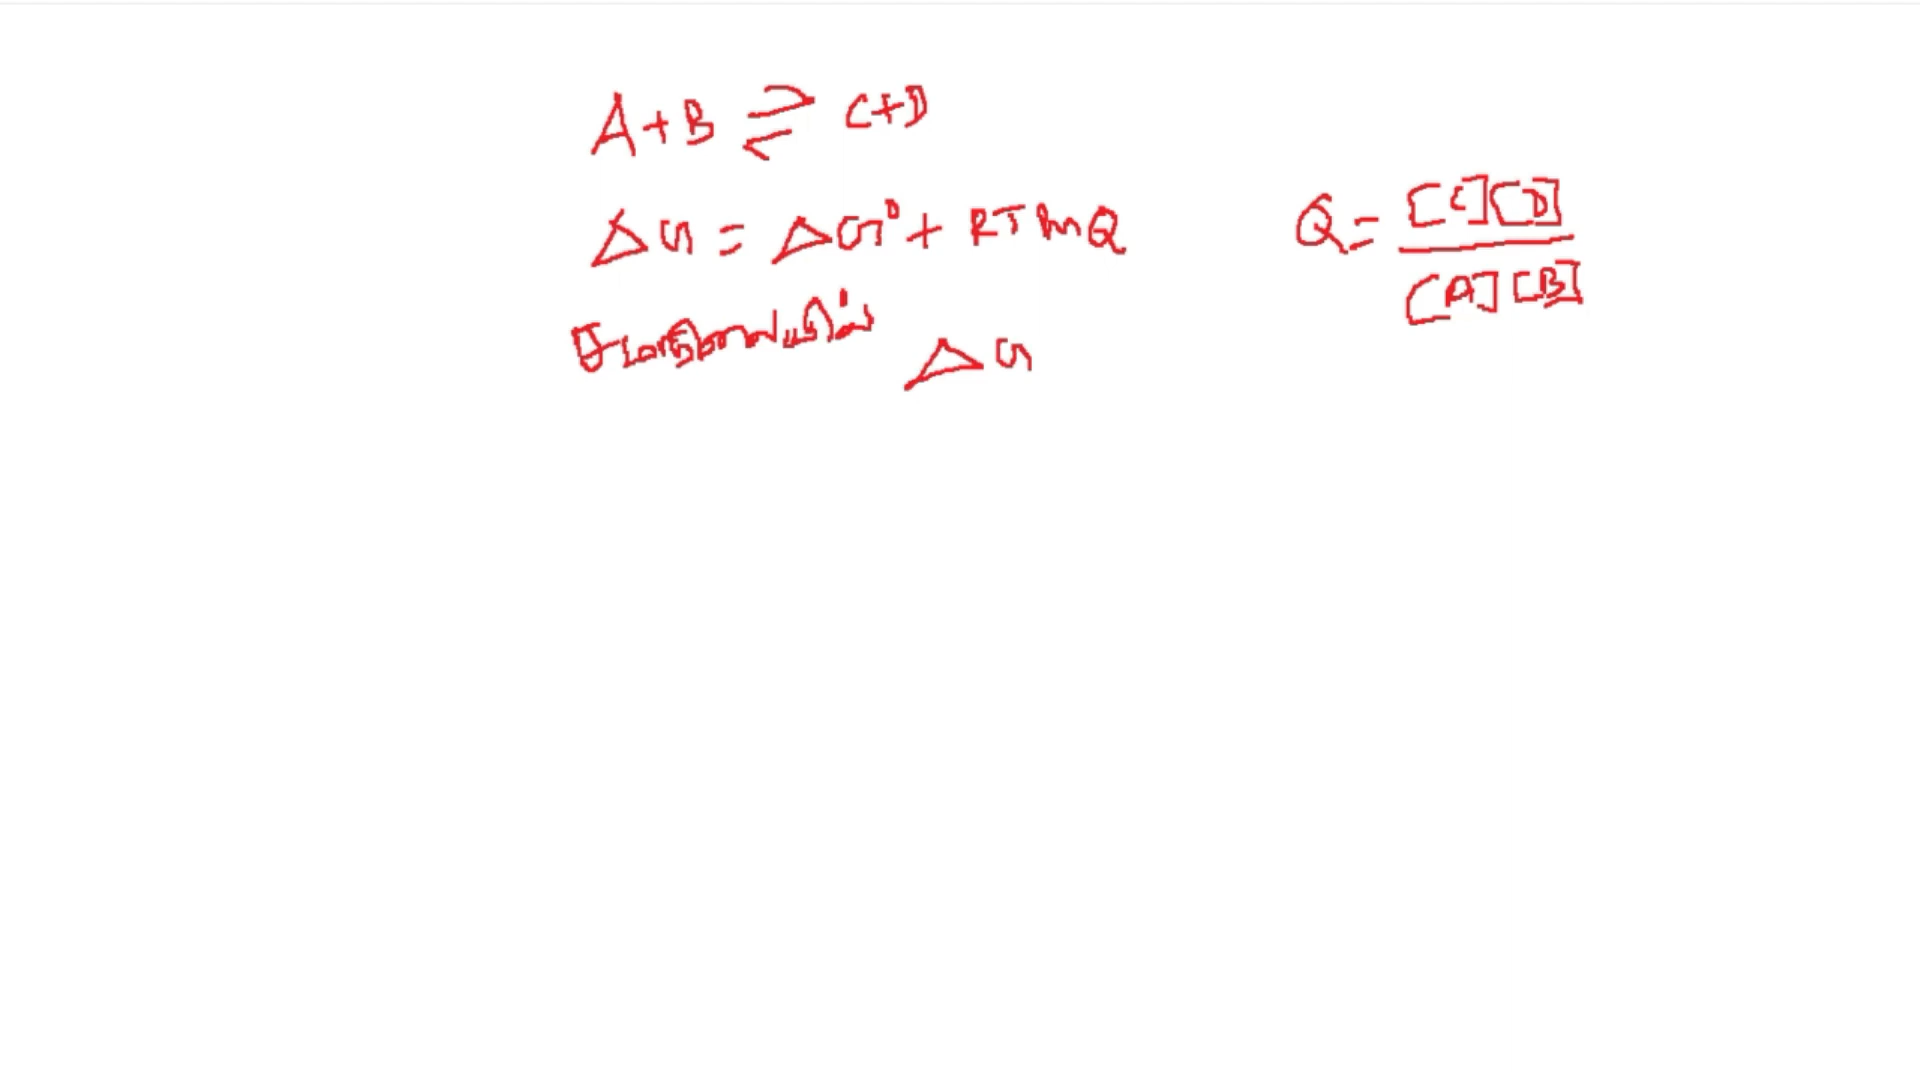 A+B ⇌ C+D
ΔG = ΔG° + RT ln Q
Q = [C][D] / [A][B]
ΔG